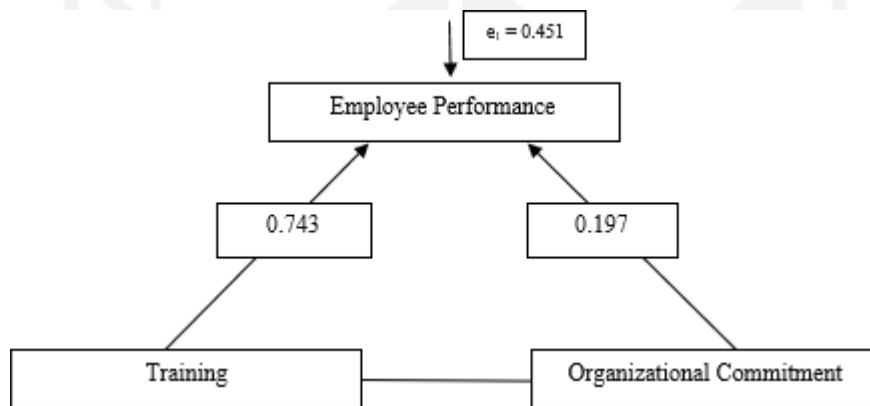 e₁ = 0.451
Employee Performance
0.743
0.197
Training
Organizational Commitment